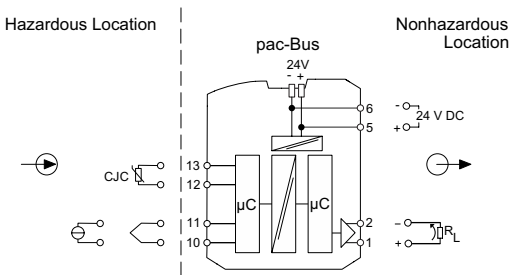 Hazardous Location
Nonhazardous
Location
pac-Bus
24V
- +
6
5
- 
+
24 V DC
CJC
13
12
µC
µC
11
10
2
1
-
+
R_L